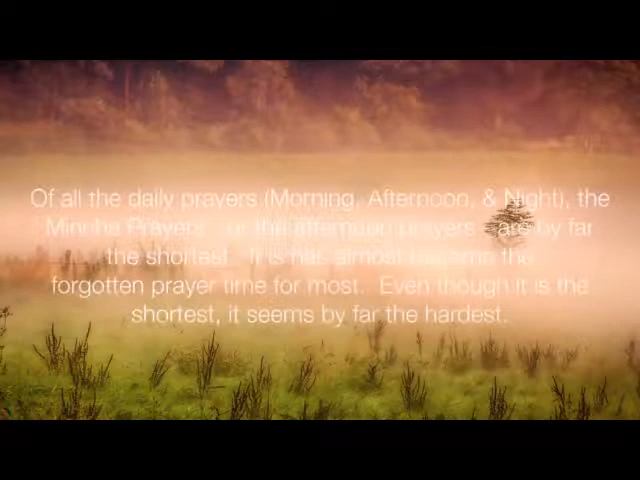 Of all the daily prayers (Morning, Afternoon, & Night), the
Mincha Prayers - or the afternoon prayers - are by far
the shortest. It is has almost become the
forgotten prayer time for most. Even though it is the
shortest, it seems by far the hardest.